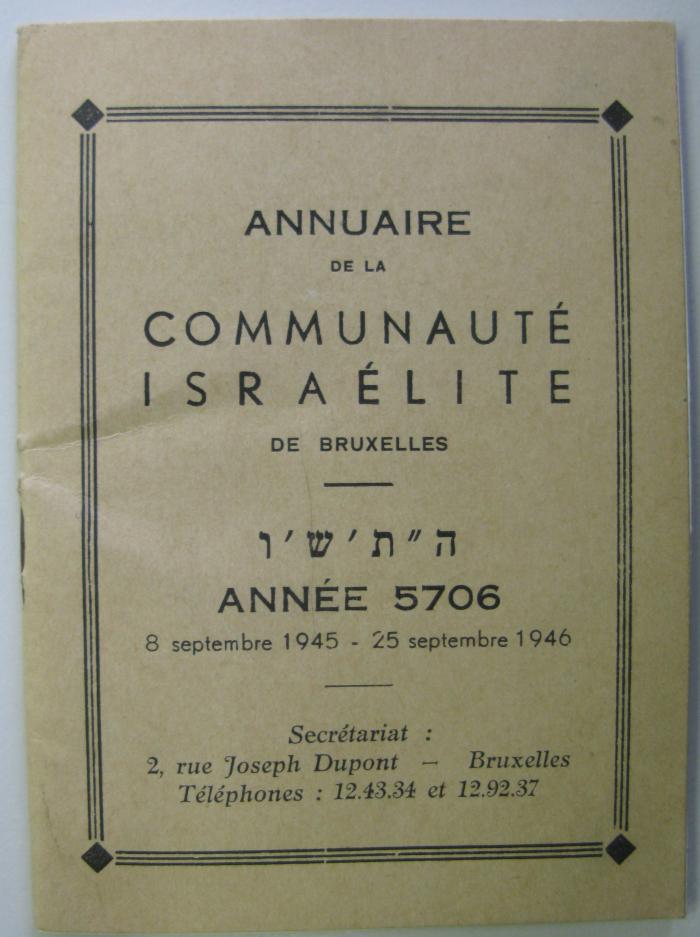 ANNUAIRE
DE LA
COMMUNAUTÉ
ISRAÉLITE
DE BRUXELLES
ה״ת׳ש׳ו
ANNÉE 5706
8 septembre 1945 - 25 septembre 1946
Secrétariat :
2, rue Joseph Dupont — Bruxelles
Téléphones : 12.43.34 et 12.92.37